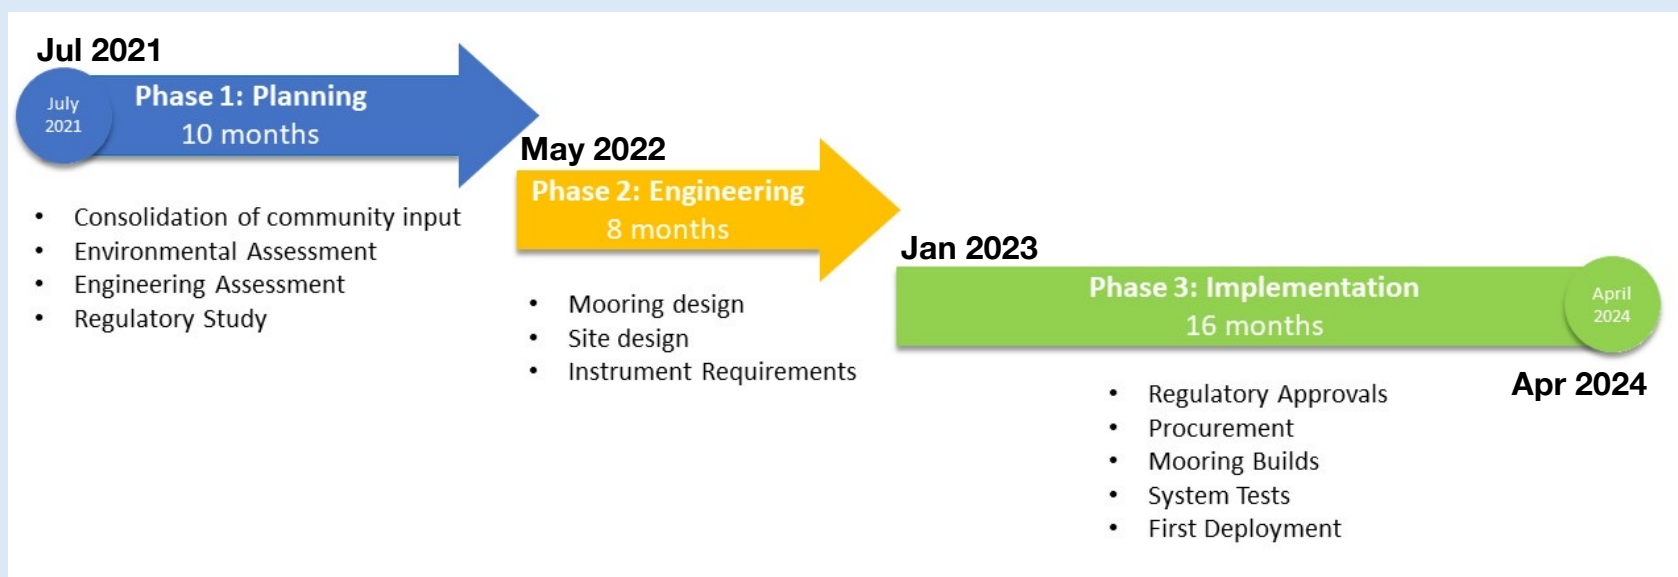 Jul 2021
July
2021
Phase 1: Planning
10 months
• Consolidation of community input
• Environmental Assessment
• Engineering Assessment
• Regulatory Study
May 2022
Phase 2: Engineering
8 months
• Mooring design
• Site design
• Instrument Requirements
Jan 2023
Phase 3: Implementation
16 months
April
2024
Apr 2024
• Regulatory Approvals
• Procurement
• Mooring Builds
• System Tests
• First Deployment